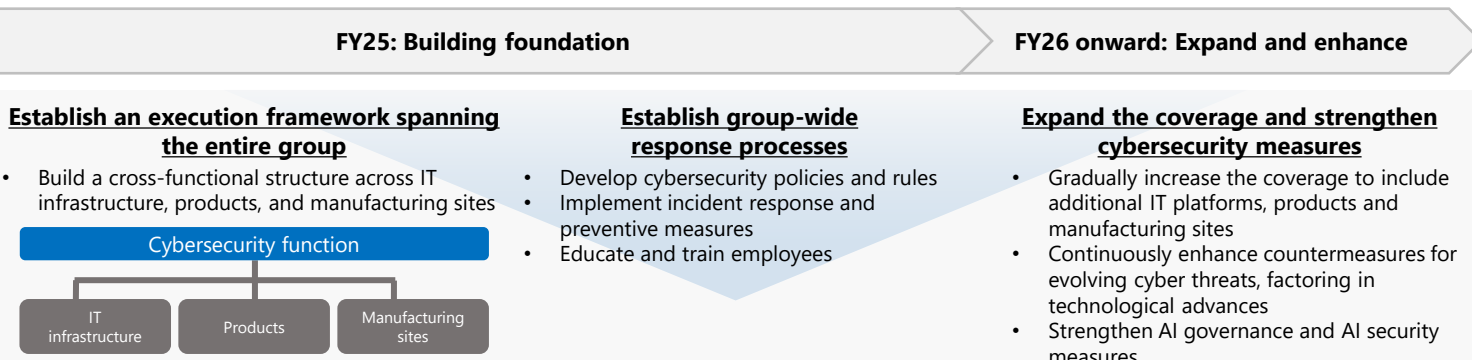 FY25: Building foundation
FY26 onward: Expand and enhance
Establish an execution framework spanning
the entire group
• Build a cross-functional structure across IT
infrastructure, products, and manufacturing sites
Cybersecurity function
IT
infrastructure
Products
Manufacturing
sites
Establish group-wide
response processes
• Develop cybersecurity policies and rules
• Implement incident response and
preventive measures
• Educate and train employees
Expand the coverage and strengthen
cybersecurity measures
• Gradually increase the coverage to include
additional IT platforms, products and
manufacturing sites
• Continuously enhance countermeasures for
evolving cyber threats, factoring in
technological advances
• Strengthen AI governance and AI security
measures